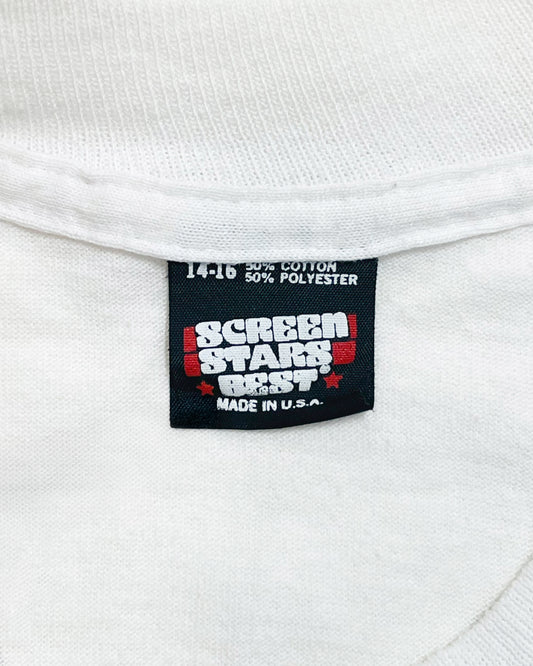 14-16 50% COTTON
50% POLYESTER
SCREEN
STARS
BEST®
MADE IN U.S.A.